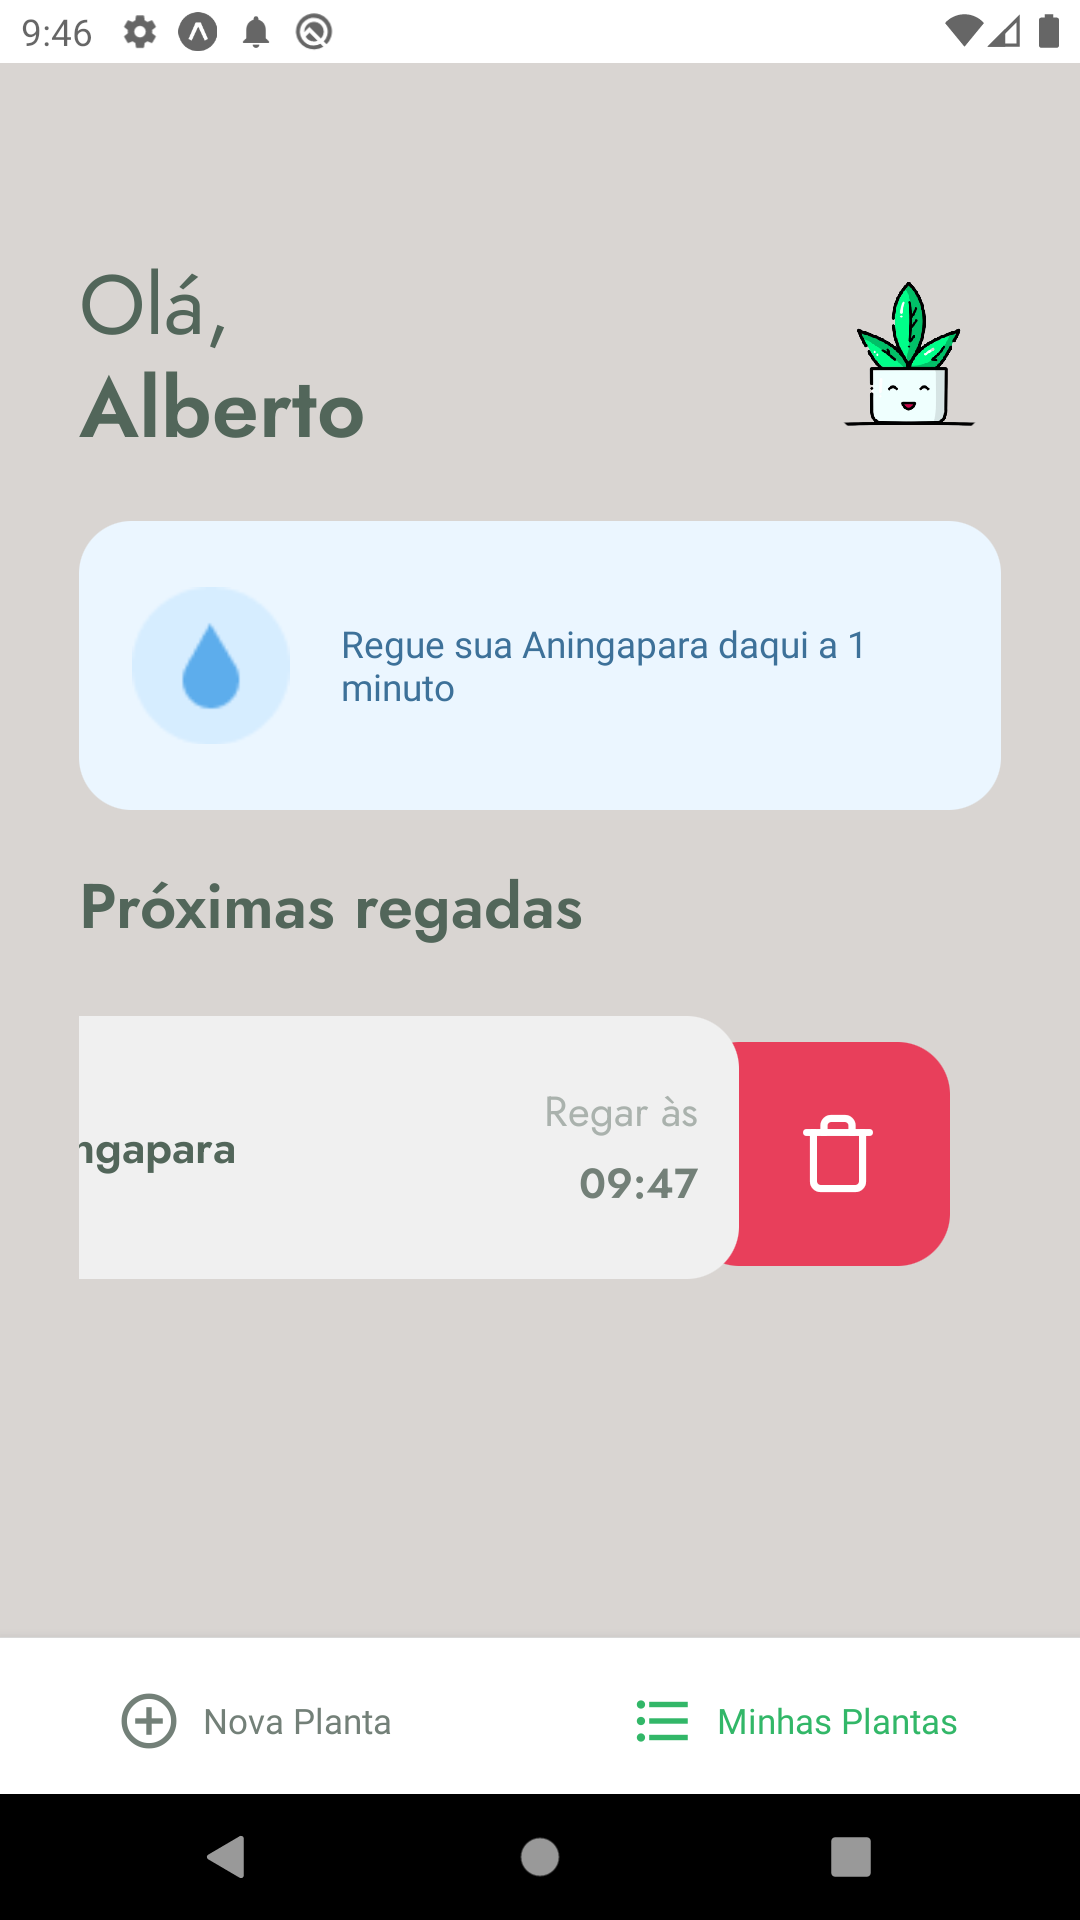 9:46
Olá,
Alberto
Regue sua Aningapara daqui a 1
minuto
Próximas regadas
Regar às
ngapara
09:47
Nova Planta
Minhas Plantas